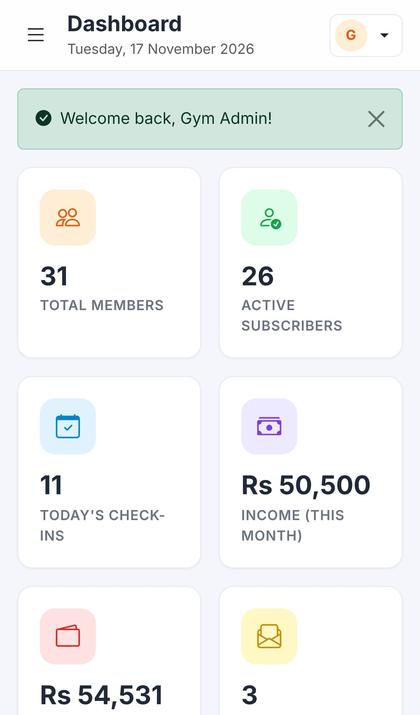 Dashboard
Tuesday, 17 November 2026
G
Welcome back, Gym Admin!
31
TOTAL MEMBERS
26
ACTIVE
SUBSCRIBERS
11
TODAY'S CHECK-
INS
Rs 50,500
INCOME (THIS
MONTH)
Rs 54,531
3